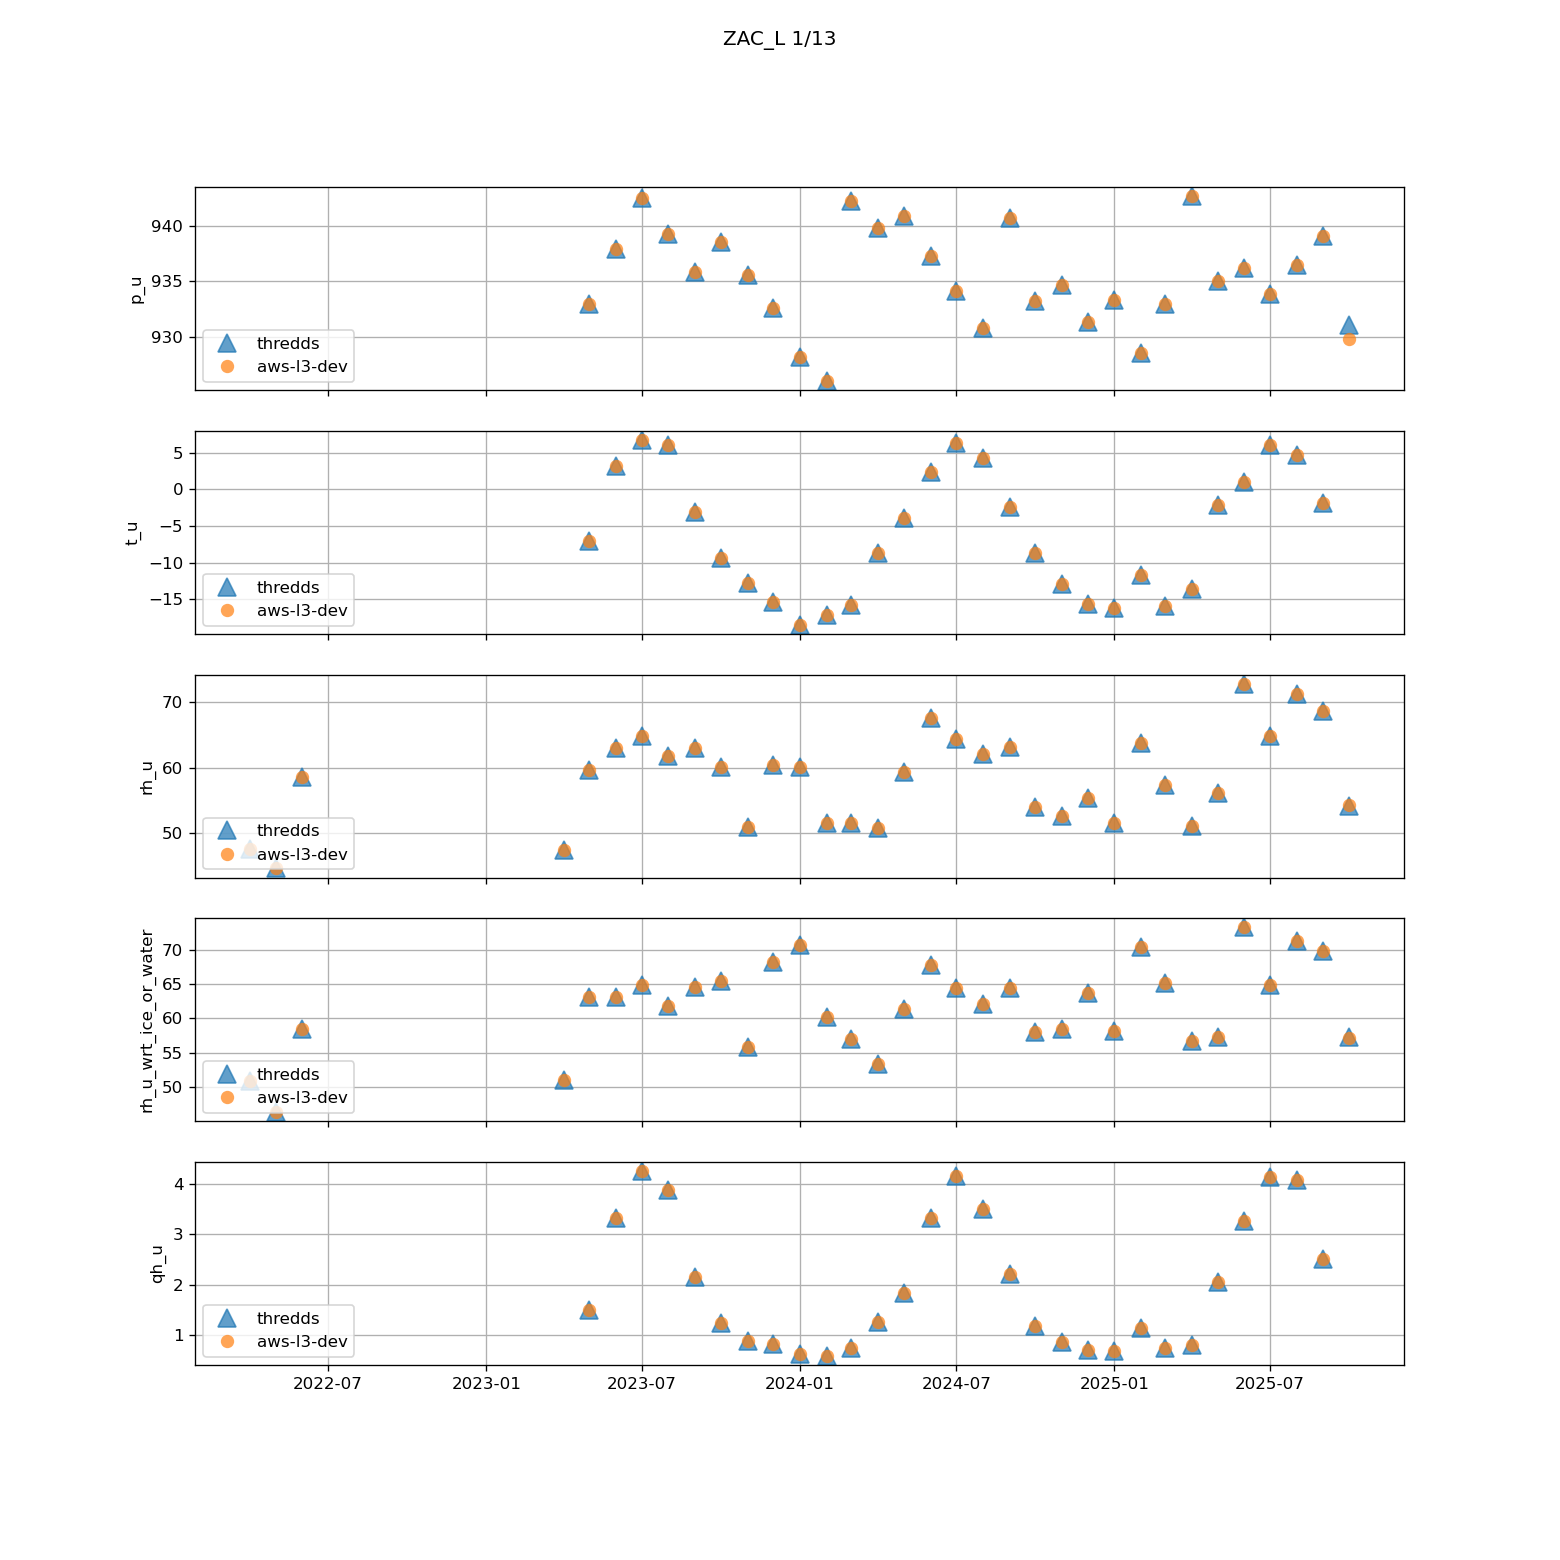 ZAC_L 1/13
940
935
930
p_u
thredds
aws-l3-dev
5
0
−5
−10
−15
t_u
thredds
aws-l3-dev
70
60
50
rh_u
thredds
aws-l3-dev
70
65
60
55
50
rh_u_wrt_ice_or_water
thredds
aws-l3-dev
4
3
2
1
qh_u
thredds
aws-l3-dev
2022-07 2023-01 2023-07 2024-01 2024-07 2025-01 2025-07